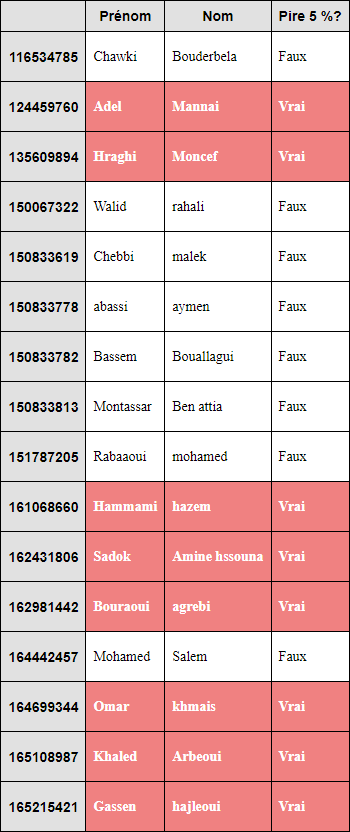 Prénom Nom Pire 5 %?
116534785 Chawki Bouderbela Faux
124459760 Adel Mannai Vrai
135609894 Hraghi Moncef Vrai
150067322 Walid rahali Faux
150833619 Chebbi malek Faux
150833778 abassi aymen Faux
150833782 Bassem Bouallagui Faux
150833813 Montassar Ben attia Faux
151787205 Rabaaoui mohamed Faux
161068660 Hammami hazem Vrai
162431806 Sadok Amine hssouna Vrai
162981442 Bouraoui agrebi Vrai
164442457 Mohamed Salem Faux
164699344 Omar khmais Vrai
165108987 Khaled Arbeoui Vrai
165215421 Gassen hajleoui Vrai